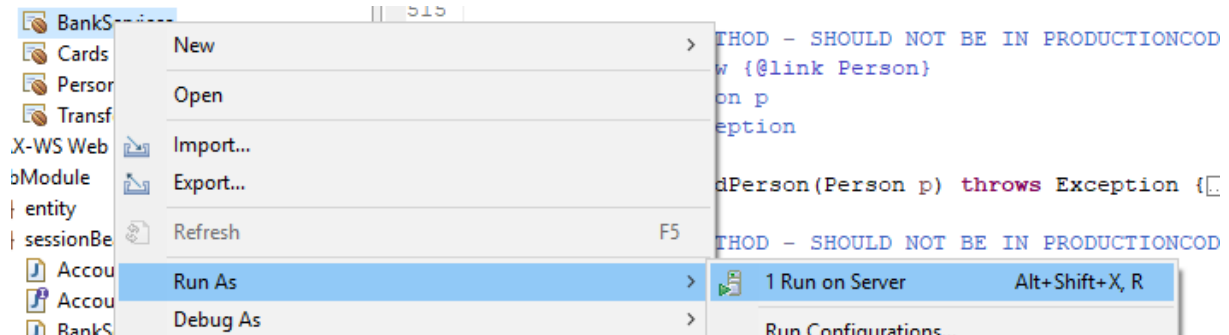 515
BankServices
Cards
Person
Transf
X-WS Web
bModule
entity
sessionBe
Accou
Accou
BankS
New
Open
Import...
Export...
Refresh F5
Run As
Debug As
1 Run on Server Alt+Shift+X, R
Run Configurations...
THOD - SHOULD NOT BE IN PRODUCTIONCOD
w {@link Person}
on p
eption
dPerson(Person p) throws Exception {
THOD - SHOULD NOT BE IN PRODUCTIONCOD